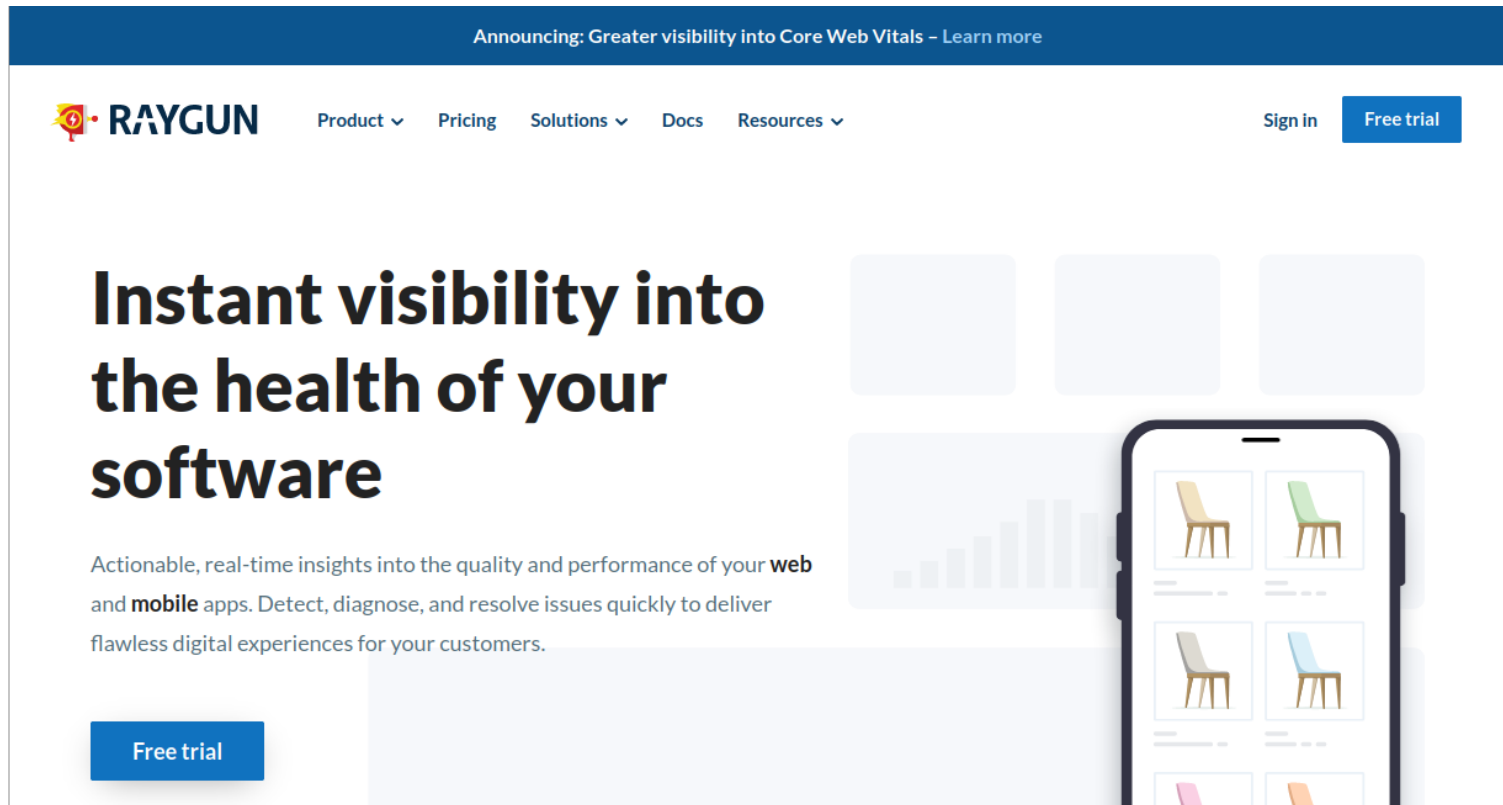 Announcing: Greater visibility into Core Web Vitals – Learn more
RAYGUN
Product
Pricing
Solutions
Docs
Resources
Sign in
Free trial
Instant visibility into
the health of your
software
Actionable, real-time insights into the quality and performance of your web
and mobile apps. Detect, diagnose, and resolve issues quickly to deliver
flawless digital experiences for your customers.
Free trial